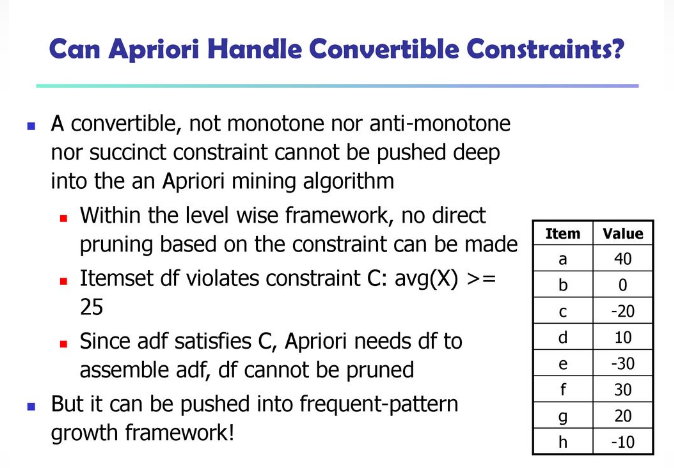 Can Apriori Handle Convertible Constraints?
A convertible, not monotone nor anti-monotone
nor succinct constraint cannot be pushed deep
into the an Apriori mining algorithm
Within the level wise framework, no direct
pruning based on the constraint can be made
Itemset df violates constraint C: avg(X) >=
25
Since adf satisfies C, Apriori needs df to
assemble adf, df cannot be pruned
But it can be pushed into frequent-pattern
growth framework!
Item Value
a 40
b 0
c -20
d 10
e -30
f 30
g 20
h -10